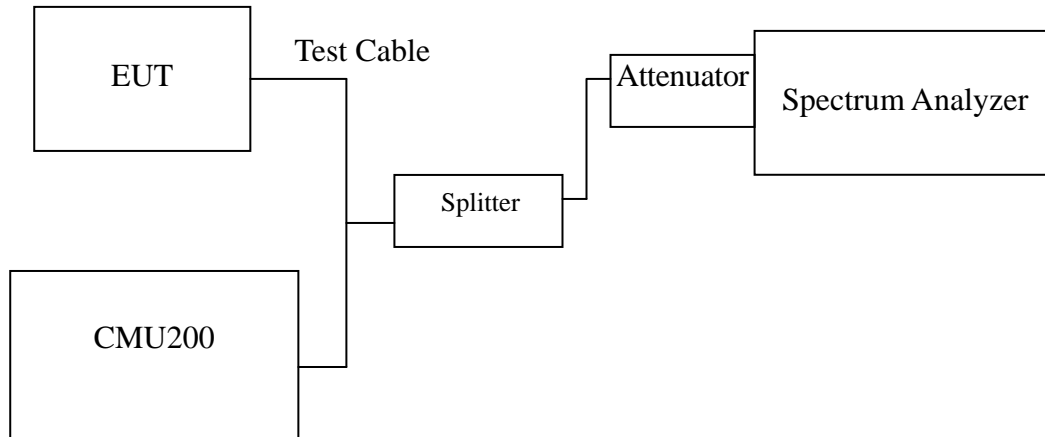 EUT
Test Cable
Attenuator
Spectrum Analyzer
Splitter
CMU200